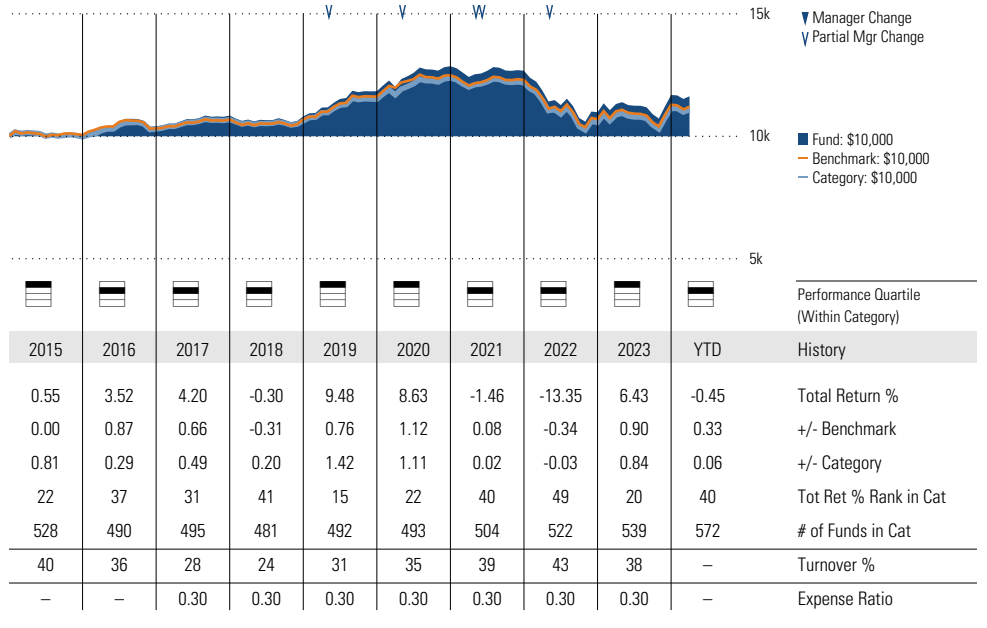 15k
Manager Change
Partial Mgr Change
10k
Fund: $10,000
Benchmark: $10,000
Category: $10,000
5k
Performance Quartile
(Within Category)
2015 2016 2017 2018 2019 2020 2021 2022 2023 YTD History
0.55 3.52 4.20 -0.30 9.48 8.63 -1.46 -13.35 6.43 -0.45 Total Return %
0.00 0.87 0.66 -0.31 0.76 1.12 0.08 -0.34 0.90 0.33 +/- Benchmark
0.81 0.29 0.49 0.20 1.42 1.11 0.02 -0.03 0.84 0.06 +/- Category
22 37 31 41 15 22 40 49 20 40 Tot Ret % Rank in Cat
528 490 495 481 492 493 504 522 539 572 # of Funds in Cat
40 36 28 24 31 35 39 43 38 – Turnover %
– – 0.30 0.30 0.30 0.30 0.30 0.30 0.30 – Expense Ratio